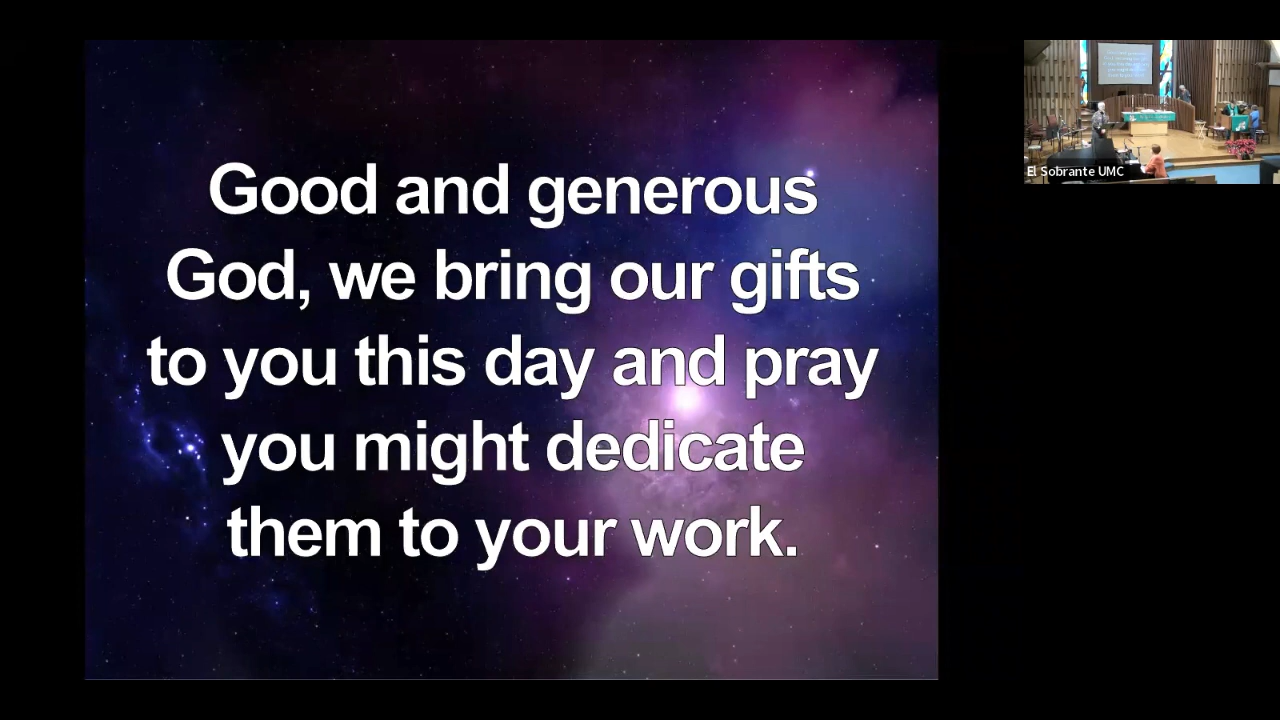 Good and generous
God, we bring our gifts
to you this day and pray
you might dedicate
them to your work.
El Sobrante UMC